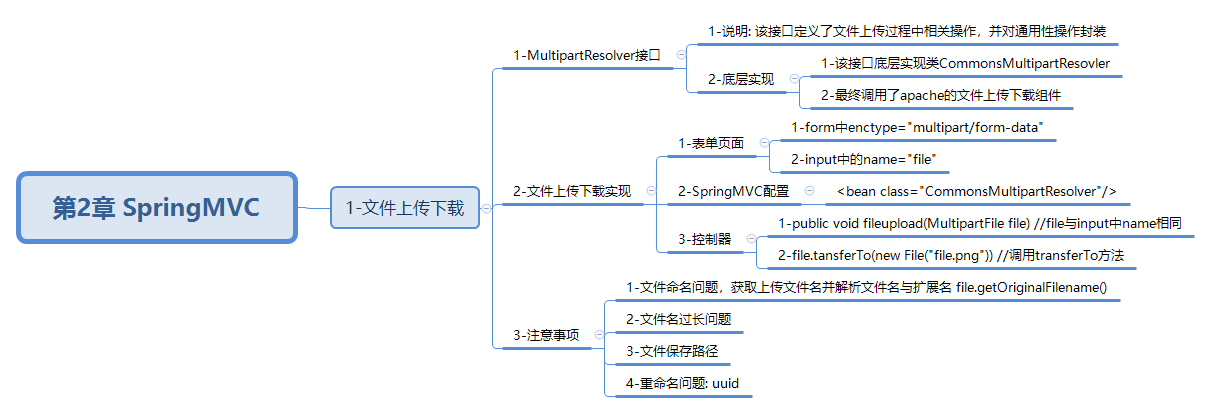 第2章 SpringMVC
1-文件上传下载
1-MultipartResolver接口
1-说明: 该接口定义了文件上传过程中相关操作，并对通用性操作封装
2-底层实现
1-该接口底层实现类CommonsMultipartResovler
2-最终调用了apache的文件上传下载组件
2-文件上传下载实现
1-表单页面
1-form中enctype="multipart/form-data"
2-input中的name="file"
2-SpringMVC配置
<bean class="CommonsMultipartResolver"/>
3-控制器
1-public void fileupload(MultipartFile file) //file与input中name相同
2-file.tansferTo(new File("file.png")) //调用transferTo方法
3-注意事项
1-文件命名问题，获取上传文件名并解析文件名与扩展名 file.getOriginalFilename()
2-文件名过长问题
3-文件保存路径
4-重命名问题: uuid